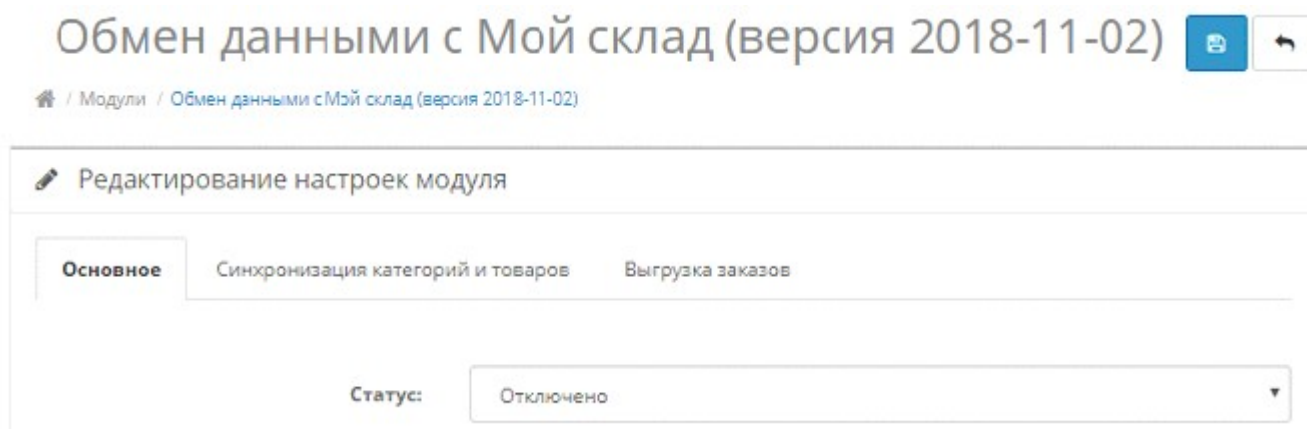 Обмен данными с Мой склад (версия 2018-11-02)
/ Модули / Обмен данными с Мой склад (версия 2018-11-02)
Редактирование настроек модуля
Основное Синхронизация категорий и товаров Выгрузка заказов
Статус: Отключено